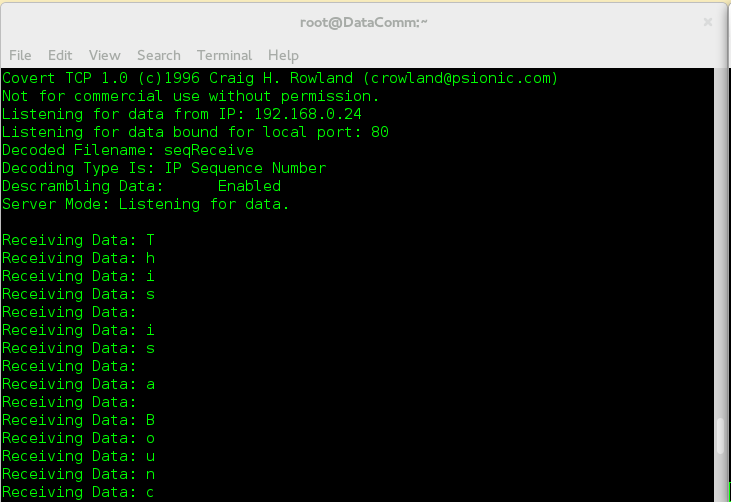 root@DataComm:~
File Edit View Search Terminal Help
Covert TCP 1.0 (c)1996 Craig H. Rowland (crowland@psionic.com)
Not for commercial use without permission.
Listening for data from IP: 192.168.0.24
Listening for data bound for local port: 80
Decoded Filename: seqReceive
Decoding Type Is: IP Sequence Number
Descrambling Data:      Enabled
Server Mode: Listening for data.
Receiving Data: T
Receiving Data: h
Receiving Data: i
Receiving Data: s
Receiving Data:
Receiving Data: i
Receiving Data: s
Receiving Data:
Receiving Data: a
Receiving Data:
Receiving Data: B
Receiving Data: o
Receiving Data: u
Receiving Data: n
Receiving Data: c